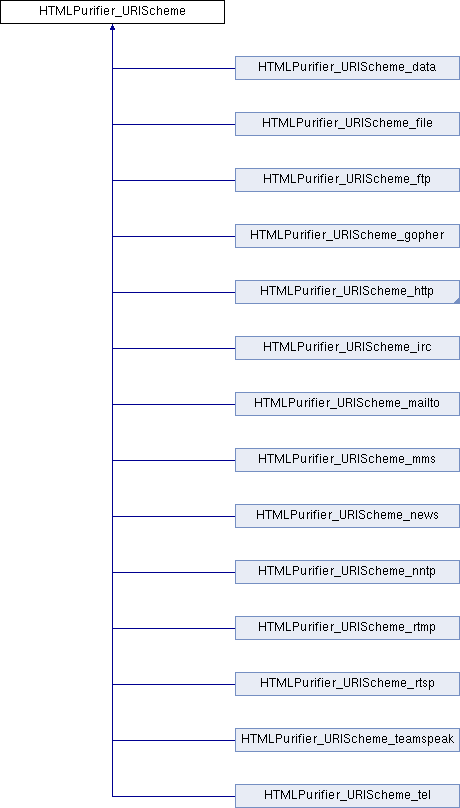 HTMLPurifier_URIScheme
HTMLPurifier_URIScheme_data
HTMLPurifier_URIScheme_file
HTMLPurifier_URIScheme_ftp
HTMLPurifier_URIScheme_gopher
HTMLPurifier_URIScheme_http
HTMLPurifier_URIScheme_irc
HTMLPurifier_URIScheme_mailto
HTMLPurifier_URIScheme_mms
HTMLPurifier_URIScheme_news
HTMLPurifier_URIScheme_nntp
HTMLPurifier_URIScheme_rtmp
HTMLPurifier_URIScheme_rtsp
HTMLPurifier_URIScheme_teamspeak
HTMLPurifier_URIScheme_tel